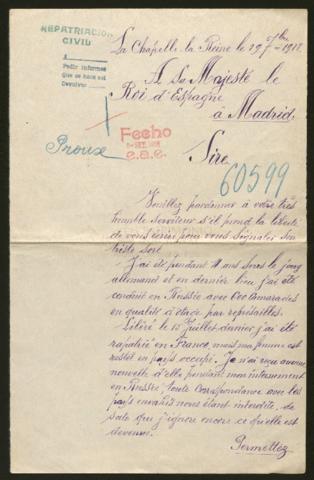 REPATRIACION
CIVIL
La Chapelle la Reine le 29 7bre 1918
Pedir informes
que se hace así
A Sa Majesté le
Roi d'Espagne
à Madrid
Proux
Fecho
Sire
60599
Veuillez pardonner à votre très
humble serviteur s'il prend la liberté
de vous écrire pour vous signaler son
triste sort.
J'ai été pendant 4 ans sous le joug
allemand et en dernier lieu j'ai été
conduit en Russie avec 600 camarades
en qualité d'otage par représailles.
Libéré le 15 Juillet dernier j'ai été
rapatrié en France mais ma femme est
restée en pays occupé. Je n'ai reçu aucune
nouvelle d'elle pendant mon internement
en Russie, toute correspondance avec les
pays envahis nous étant interdite, de
sorte que j'ignore encore ce qu'elle est
devenue.
Permettez